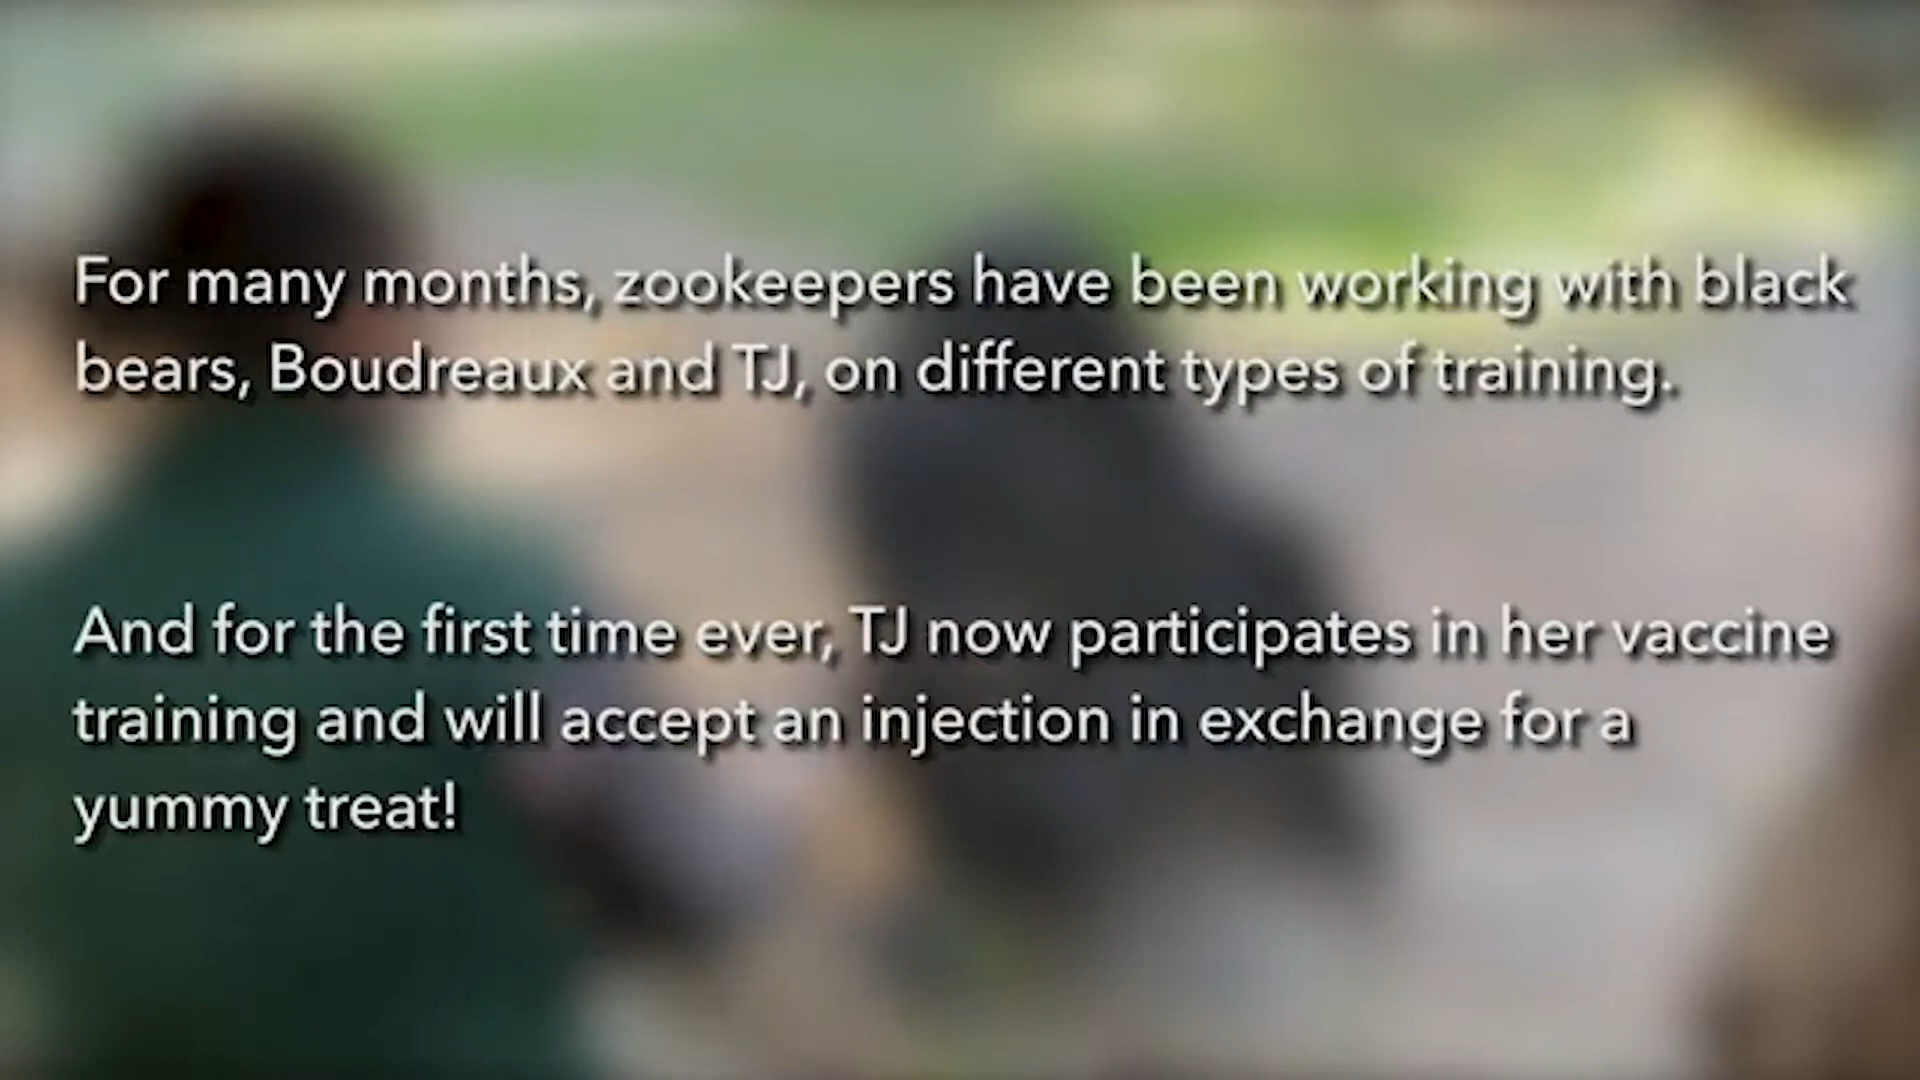 For many months, zookeepers have been working with black
bears, Boudreaux and TJ, on different types of training.
And for the first time ever, TJ now participates in her vaccine
training and will accept an injection in exchange for a
yummy treat!